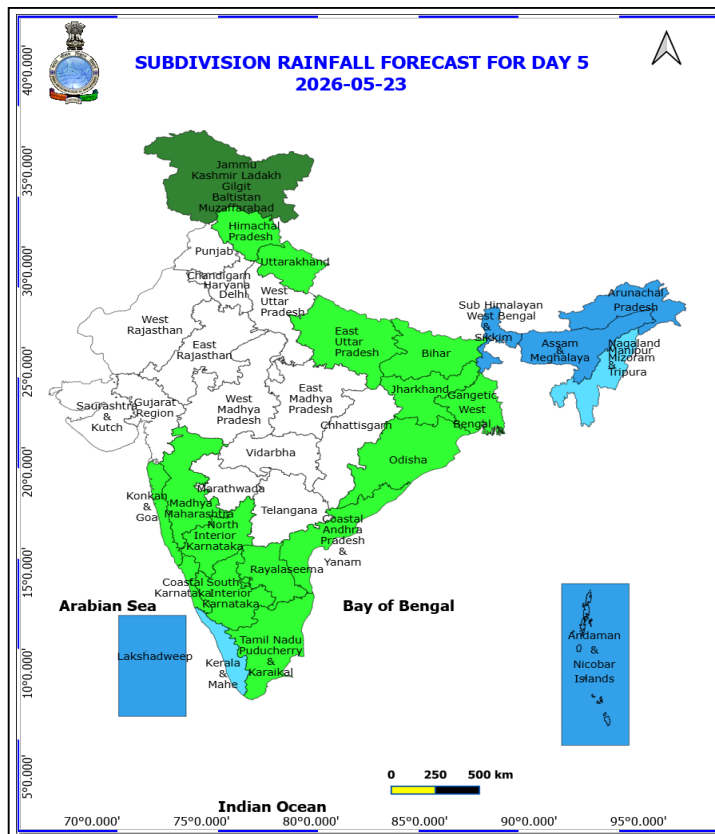 SUBDIVISION RAINFALL FORECAST FOR DAY 5
2026-05-23
40°0.000'
35°0.000'
30°0.000'
25°0.000'
20°0.000'
15°0.000'
10°0.000'
5°0.000'
Jammu
Kashmir Ladakh
Gilgit
Baltistan
Muzaffarabad
Himachal
Pradesh
Punjab
Uttarakhand
Chandigarh
Haryana
Delhi
West
Uttar
Pradesh
West
Rajasthan
East
Rajasthan
East
Uttar
Pradesh
Bihar
Sub Himalayan
West Bengal
&
Sikkim
Arunachal
Pradesh
Assam
&
Meghalaya
Nagaland
Manipur
Mizoram
&
Tripura
Saurashtra
&
Kutch
Gujarat
Region
West
Madhya
Pradesh
East
Madhya
Pradesh
Jharkhand
Gangetic
West
Bengal
Chhattisgarh
Odisha
Vidarbha
Konkan
&
Goa
Madhya
Maharashtra
Marathwada
Telangana
North
Interior
Karnataka
Coastal
Andhra
Pradesh
&
Yanam
Rayalaseema
Coastal
Karnataka
South
Interior
Karnataka
Arabian Sea
Bay of Bengal
Lakshadweep
Kerala
&
Mahe
Tamil Nadu
Puducherry
&
Karaikal
Andaman
&
Nicobar
Islands
0 250 500 km
Indian Ocean
70°0.000' 75°0.000' 80°0.000' 85°0.000' 90°0.000' 95°0.000'